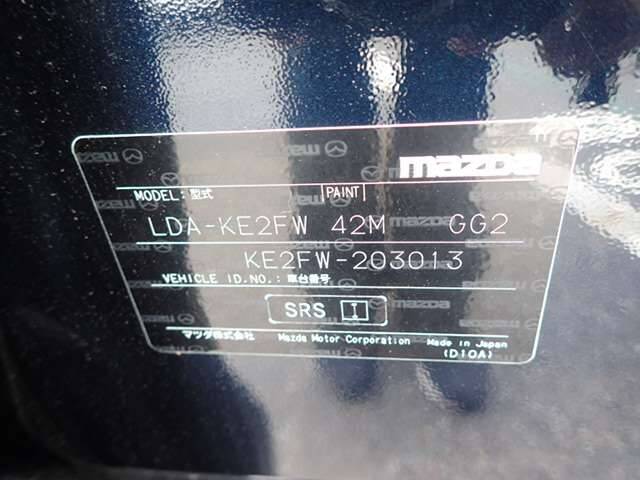 mazda
MODEL:型式 PAINT
LDA-KE2FW 42M GG2
KE2FW-203013
VEHICLE ID.NO.:車台番号
SRS I
マツダ株式会社 Mazda Motor Corporation Made in Japan
(D10A)